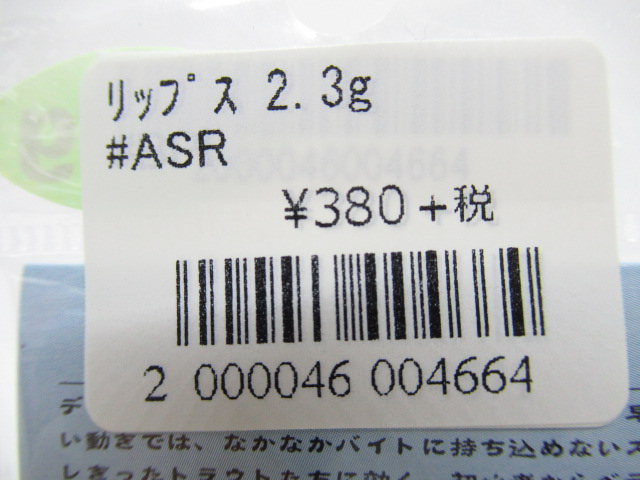 リップス 2.3g
#ASR
¥380+税
2 000046 004664
い動きでは、なかなかバイトに持ち込めない